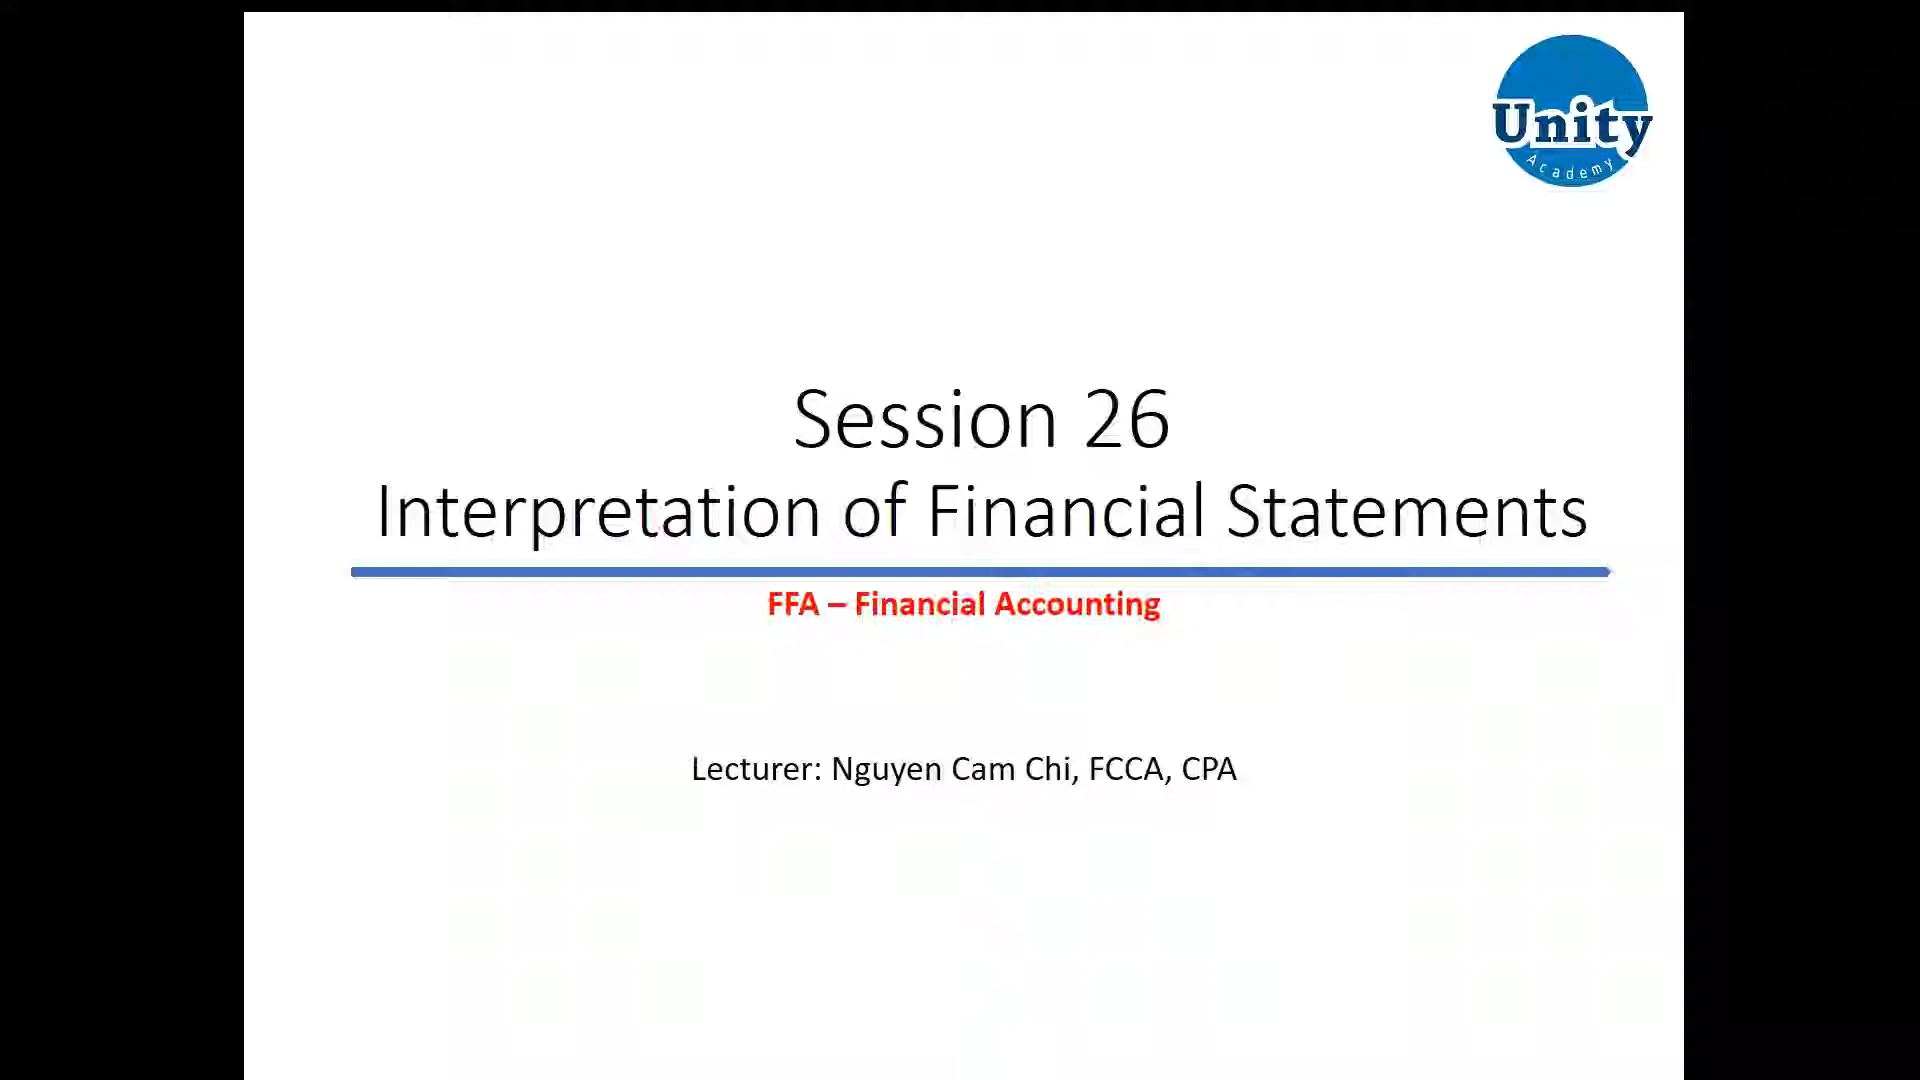 Unity
Academy
Session 26
Interpretation of Financial Statements
FFA – Financial Accounting
Lecturer: Nguyen Cam Chi, FCCA, CPA